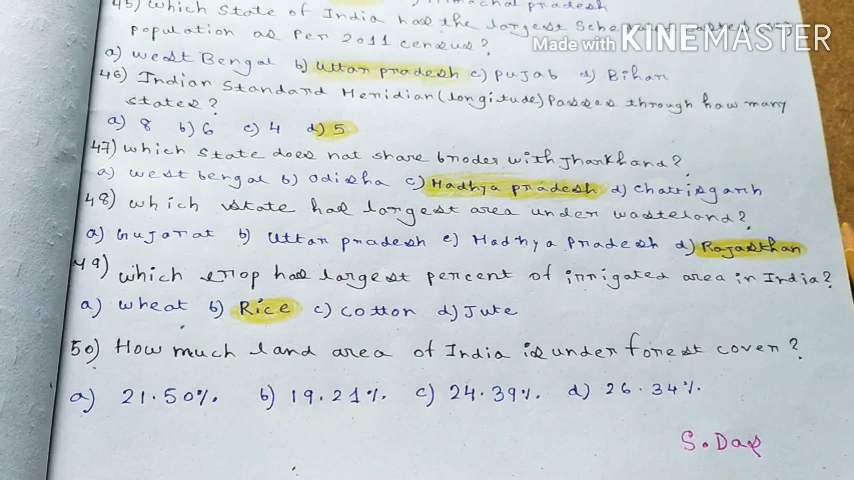 pradesh
45) which State of India has the largest
population as Per 2011 census?
Made with KINEMASTER
a) west Bengal b) Uttar pradesh c) Pujab d) Bihar
46) Indian Standard Meridian (longitude) Passes through how many
states?
a) 8 b) 6 c) 4 d) 5
47) which state does not share broder with Jharkhand?
a) west bengal b) Odisha c) Madhya pradesh d) Chattisgarh
48) which state has largest area under wasteland?
a) Gujarat b) Uttar pradesh c) Madhya Pradesh d) Rajasthan
49) which crop has largest percent of irrigated area in India?
a) wheat b) Rice c) cotton d) Jute
50) How much land area of India is under forest cover?
a) 21.50% b) 19.21% c) 24.39% d) 26.34%
S. Das